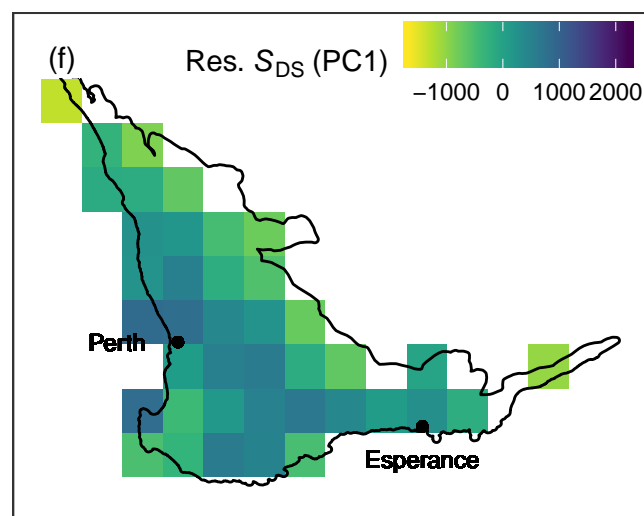 (f)
Res. S_DS (PC1)
−1000 0 1000 2000
Perth
Esperance